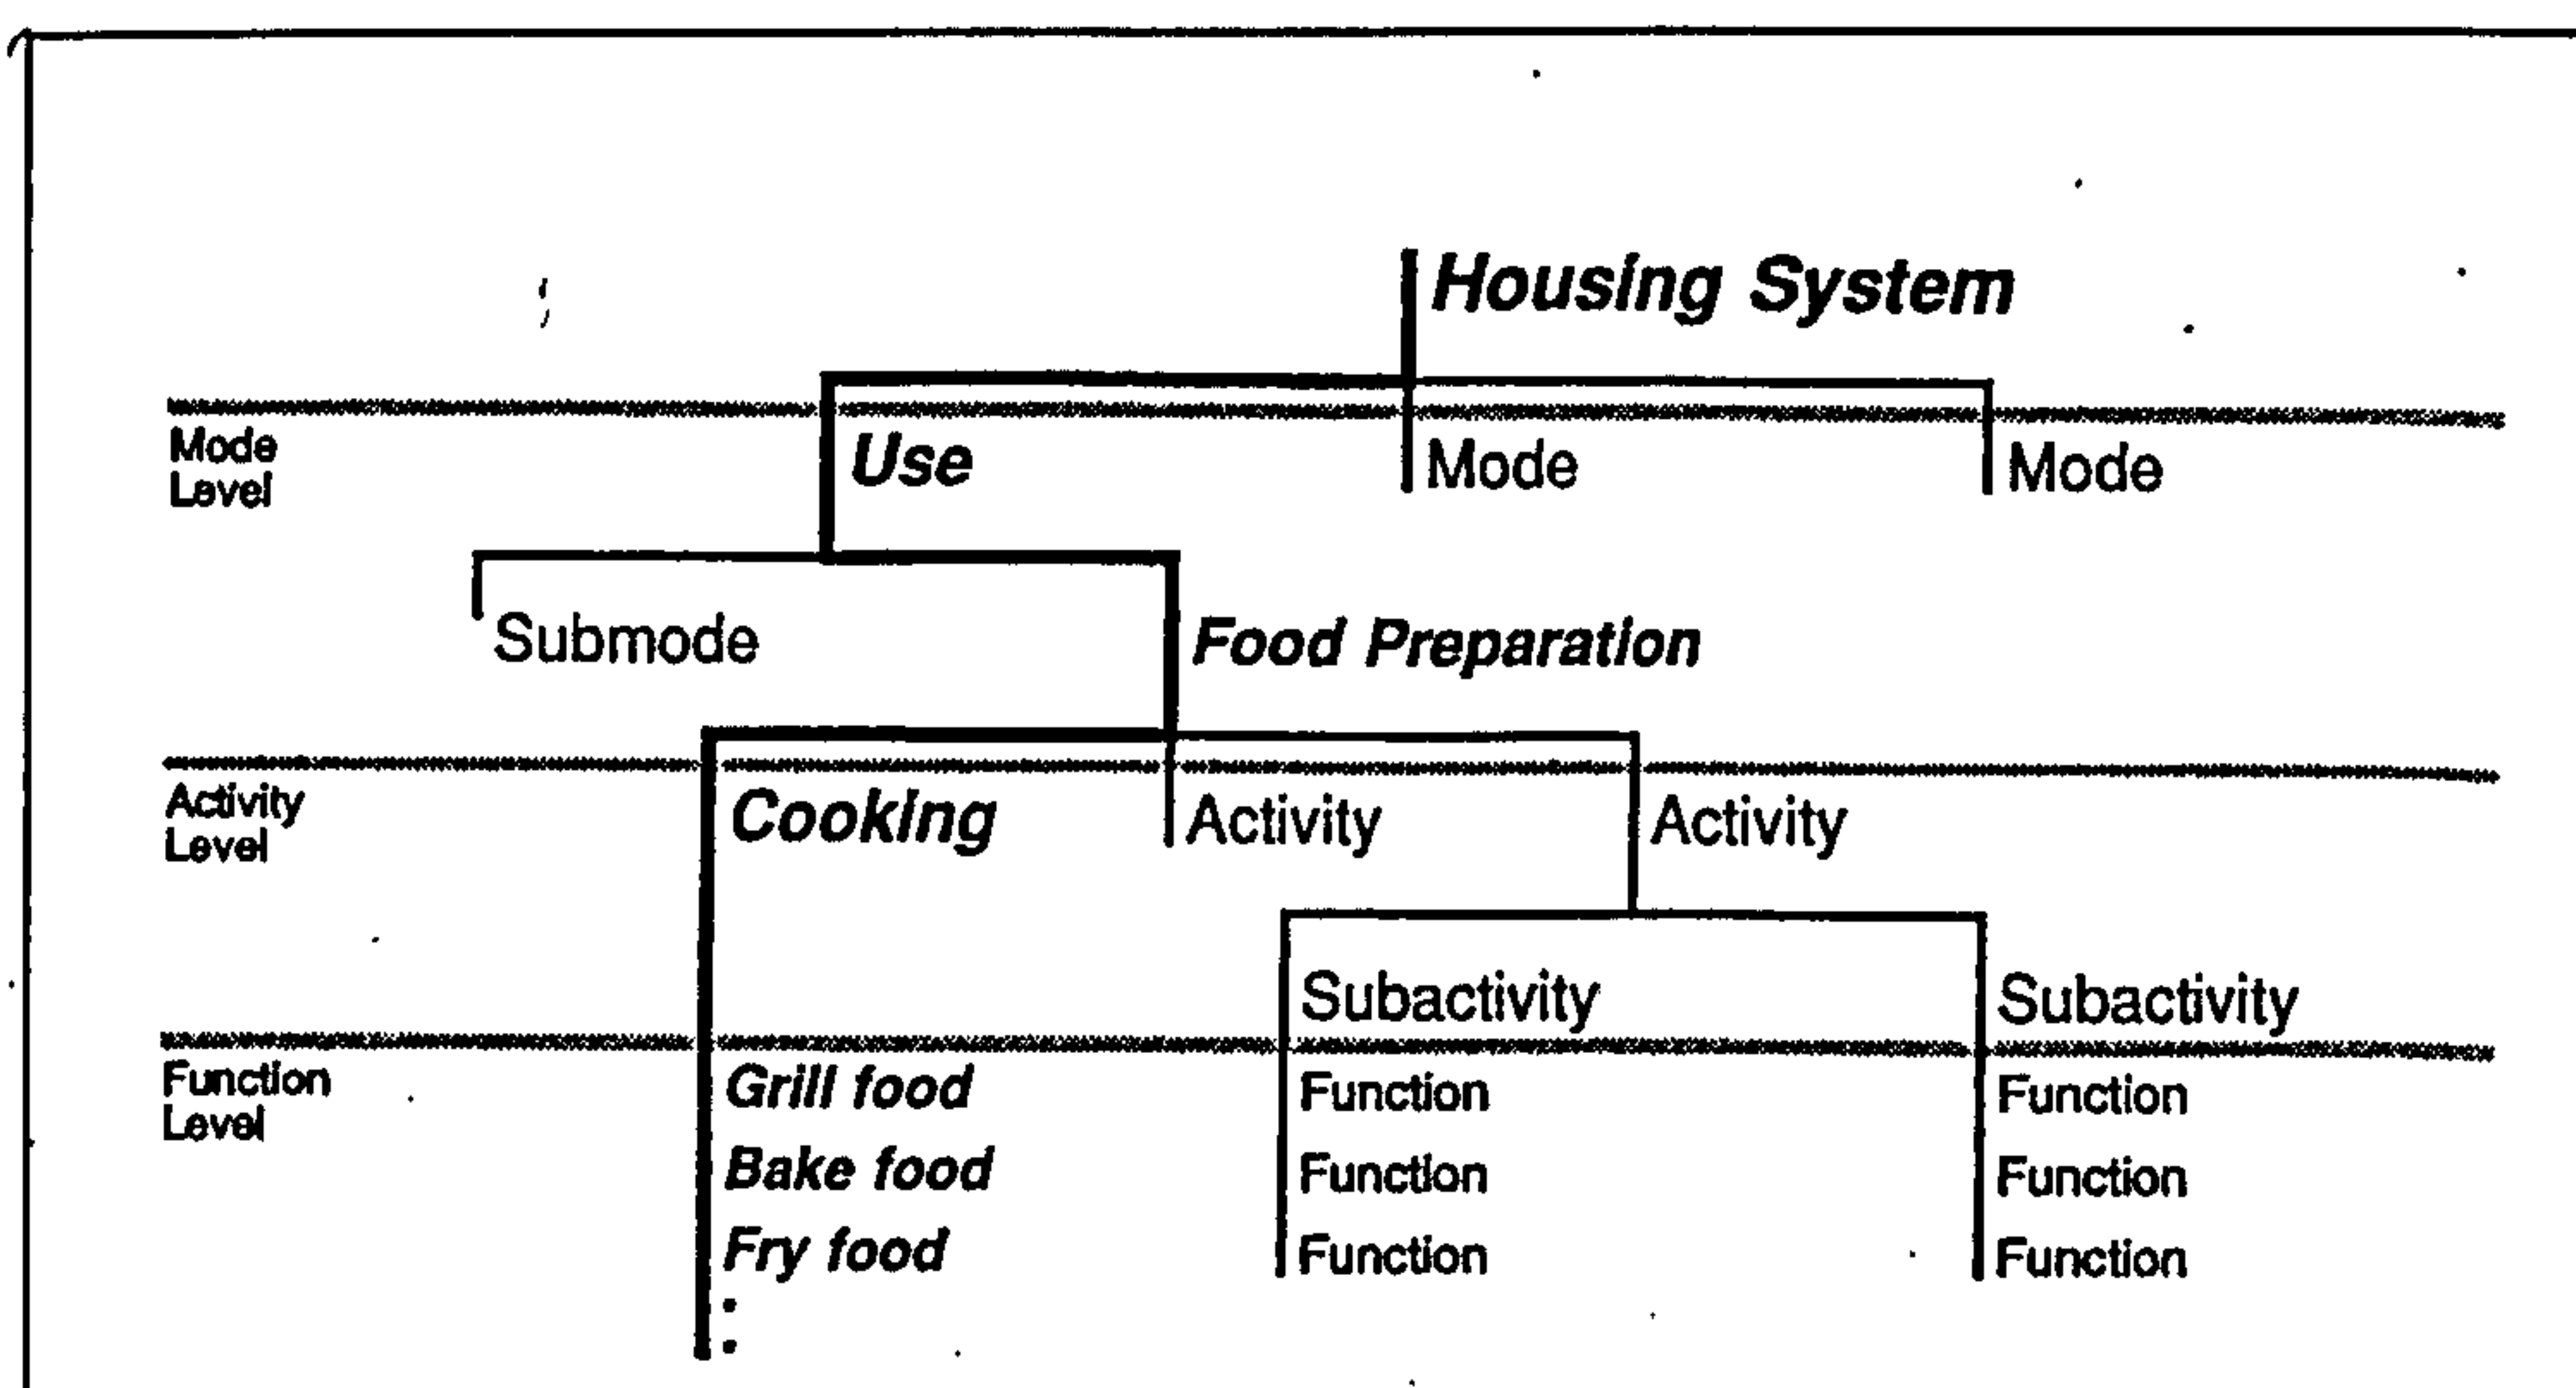 Housing System
Mode
Level
Use
Mode
Mode
Submode
Food Preparation
Activity
Level
Cooking
Activity
Activity
Subactivity
Subactivity
Function
Level
Grill food
Function
Function
Bake food
Function
Function
Fry food
Function
Function
: